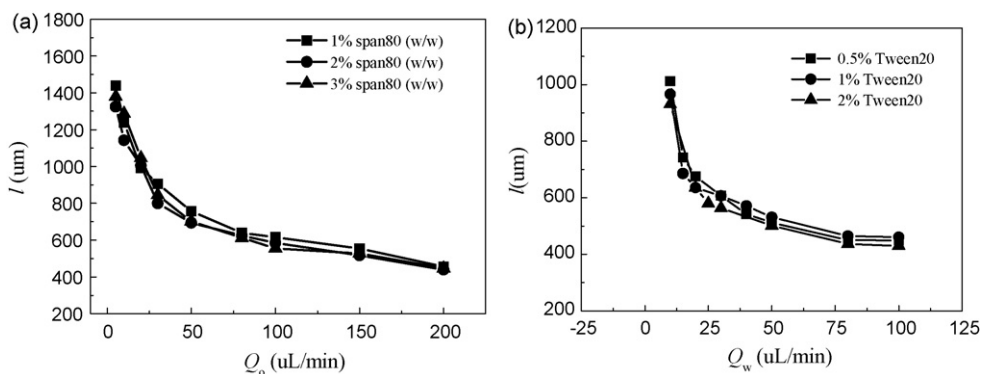 (a)
1800
1600
1400
1200
1000
800
600
400
200
l (um)
1% span80 (w/w)
2% span80 (w/w)
3% span80 (w/w)
0 50 100 150 200
Qo (uL/min)
(b)
1200
1000
800
600
400
200
l(um)
0.5% Tween20
1% Tween20
2% Tween20
-25 0 25 50 75 100 125
Qw (uL/min)